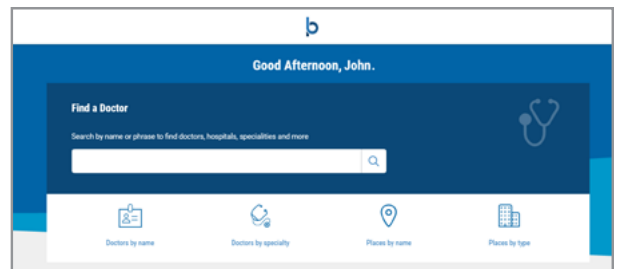 b
Good Afternoon, John.
Find a Doctor
Search by name or phrase to find doctors, hospitals, specialities and more
Doctors by name
Doctors by specialty
Places by name
Places by type